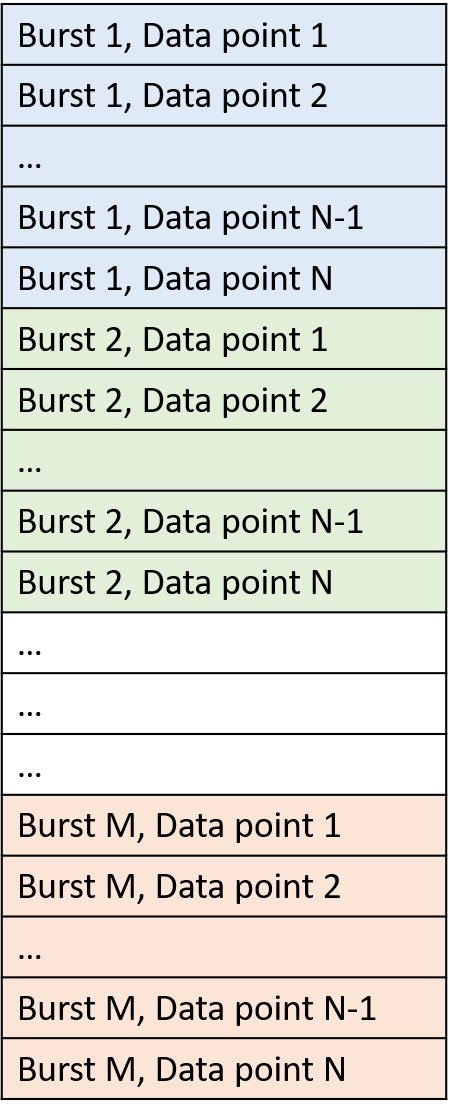 Burst 1, Data point 1
Burst 1, Data point 2
...
Burst 1, Data point N-1
Burst 1, Data point N
Burst 2, Data point 1
Burst 2, Data point 2
...
Burst 2, Data point N-1
Burst 2, Data point N
...
...
...
Burst M, Data point 1
Burst M, Data point 2
...
Burst M, Data point N-1
Burst M, Data point N